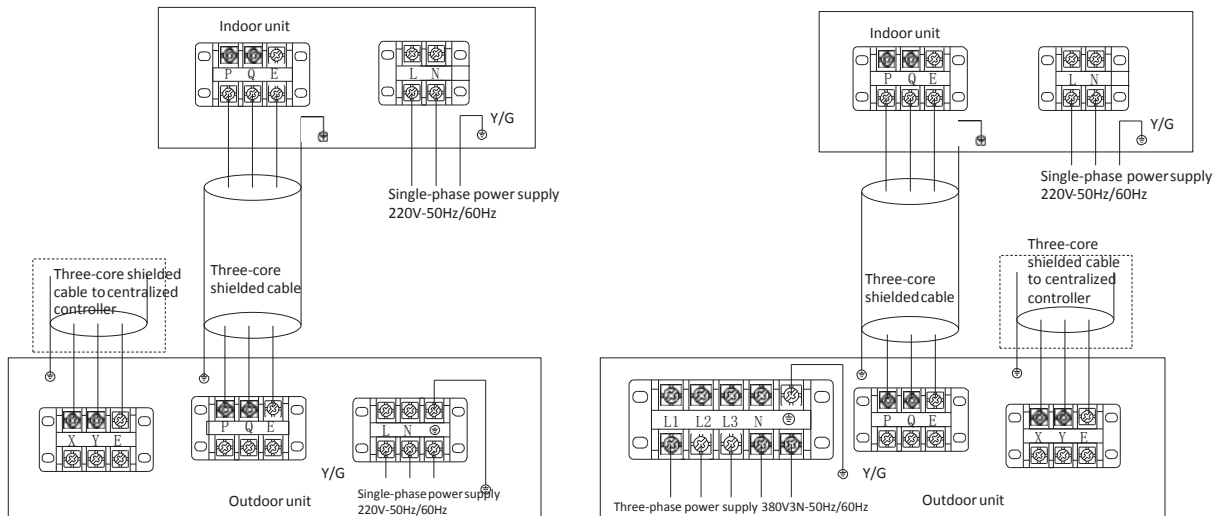 Indoor unit
P Q E
L N
Y/G
Single-phase power supply
220V-50Hz/60Hz
Three-core shielded
cable to centralized
controller
Three-core
shielded cable
X Y E
P Q E
L N
Y/G
Single-phase power supply
220V-50Hz/60Hz
Outdoor unit
Indoor unit
P Q E
L N
Y/G
Single-phase power supply
220V-50Hz/60Hz
Three-core
shielded cable
Three-core
shielded cable
to centralized
controller
L1 L2 L3 N
P Q E
X Y E
Y/G
Three-phase power supply 380V3N-50Hz/60Hz
Outdoor unit